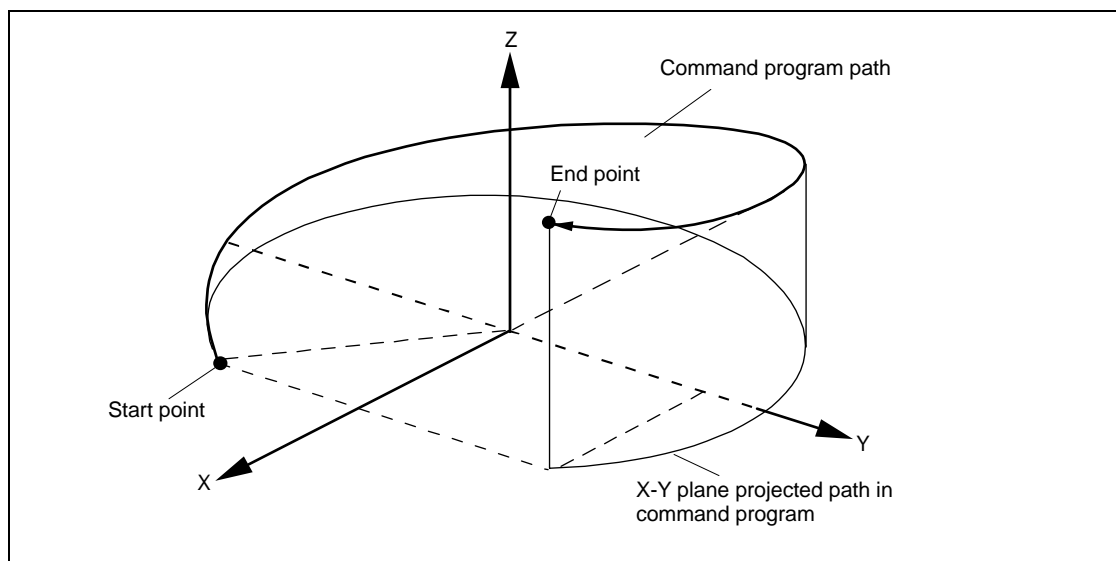 Z
Command program path
End point
Start point
X
Y
X-Y plane projected path in
command program